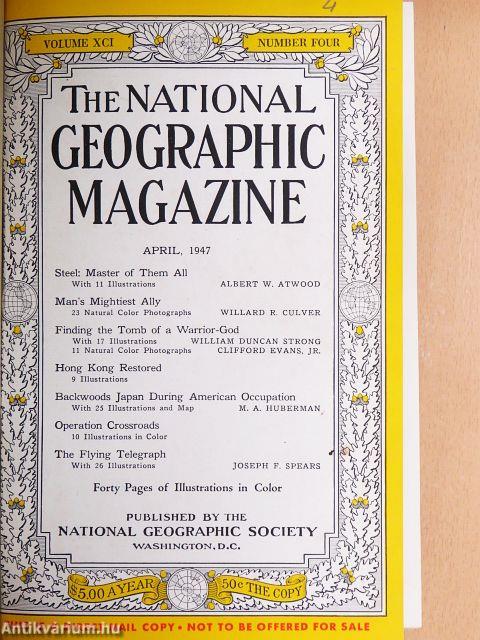 4
VOLUME XCI NUMBER FOUR
THE NATIONAL
GEOGRAPHIC
MAGAZINE
APRIL, 1947
Steel: Master of Them All
With 11 Illustrations ALBERT W. ATWOOD
Man's Mightiest Ally
23 Natural Color Photographs WILLARD R. CULVER
Finding the Tomb of a Warrior-God
With 17 Illustrations WILLIAM DUNCAN STRONG
11 Natural Color Photographs CLIFFORD EVANS, JR.
Hong Kong Restored
9 Illustrations
Backwoods Japan During American Occupation
With 25 Illustrations and Map M. A. HUBERMAN
Operation Crossroads
10 Illustrations in Color
The Flying Telegraph
With 26 Illustrations JOSEPH F. SPEARS
Forty Pages of Illustrations in Color
PUBLISHED BY THE
NATIONAL GEOGRAPHIC SOCIETY
WASHINGTON, D.C.
$5.00 A YEAR 50c THE COPY
MAIL COPY • NOT TO BE OFFERED FOR SALE
Antikvárium.hu